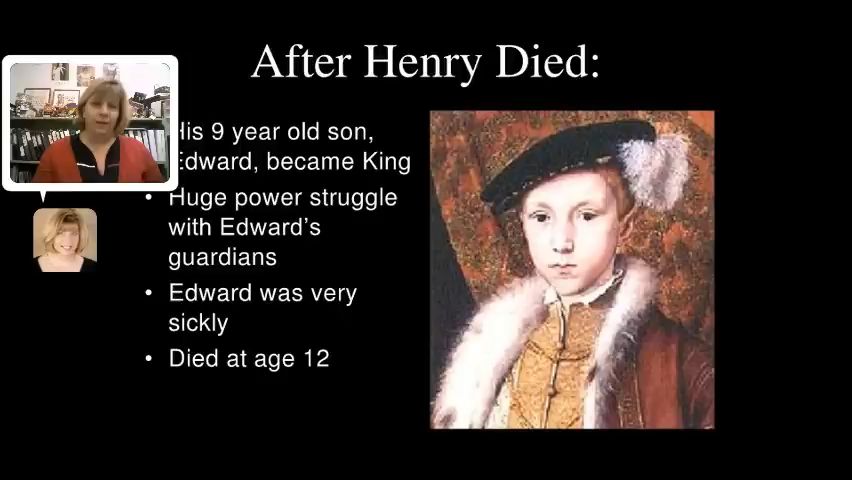 After Henry Died:
His 9 year old son,
Edward, became King
• Huge power struggle
with Edward's
guardians
• Edward was very
sickly
• Died at age 12